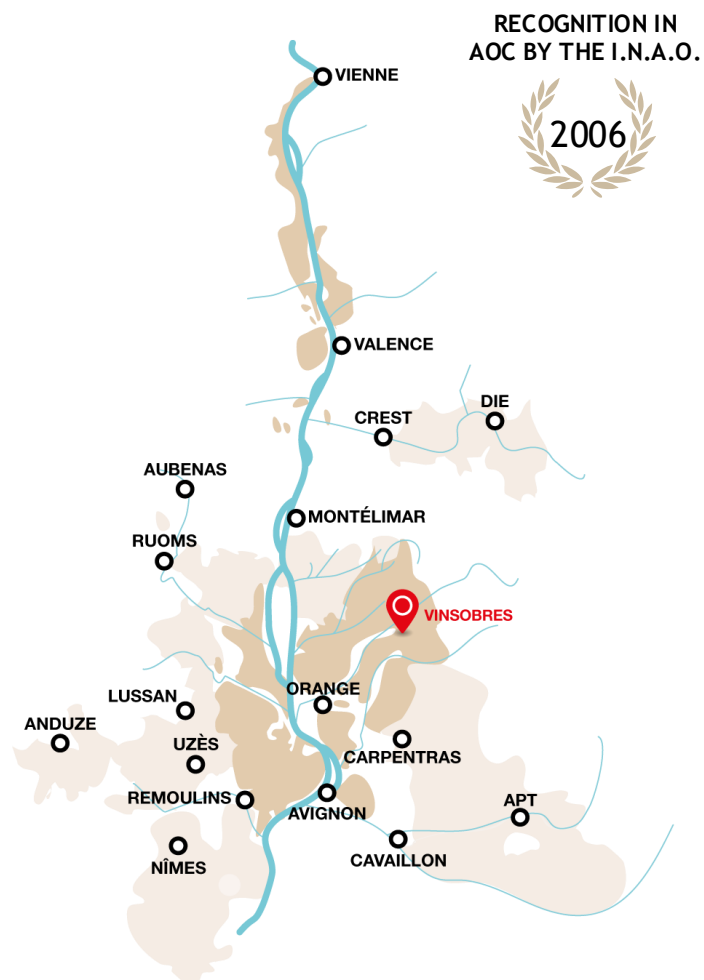 RECOGNITION IN
AOC BY THE I.N.A.O.
2006
VIENNE
VALENCE
DIE
CREST
AUBENAS
MONTÉLIMAR
RUOMS
VINSOBRES
ORANGE
LUSSAN
ANDUZE
UZÈS
CARPENTRAS
REMOULINS
AVIGNON
APT
CAVAILLON
NÎMES